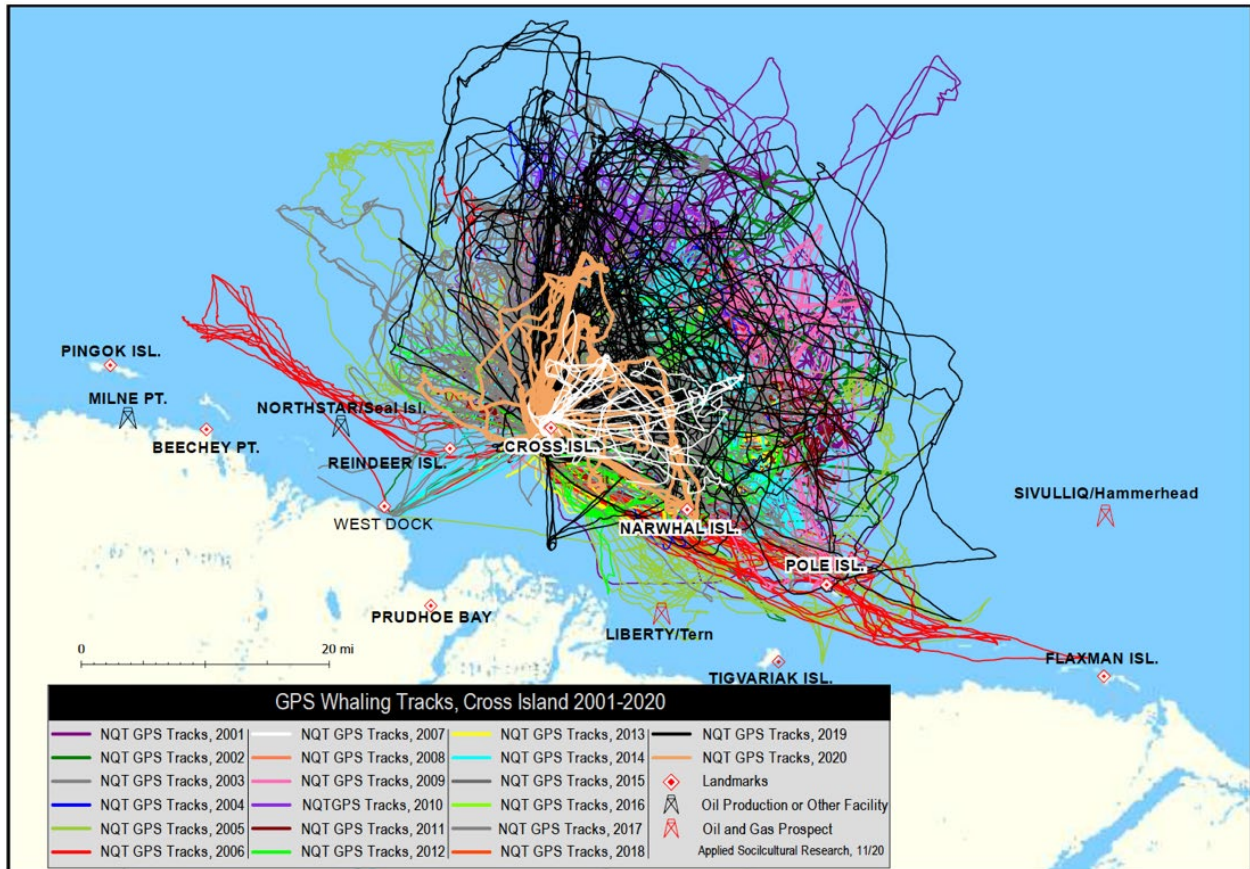 PINGOK ISL.
MILNE PT.
NORTHSTAR/Seal Isl.
BEECHEY PT.
CROSS ISL.
REINDEER ISL.
SIVULLIQ/Hammerhead
WEST DOCK
NARWHAL ISL.
POLE ISL.
PRUDHOE BAY
LIBERTY/Tern
0
20 mi
FLAXMAN ISL.
TIGVARIAK ISL.
GPS Whaling Tracks, Cross Island 2001-2020
NQT GPS Tracks, 2001
NQT GPS Tracks, 2002
NQT GPS Tracks, 2003
NQT GPS Tracks, 2004
NQT GPS Tracks, 2005
NQT GPS Tracks, 2006
NQT GPS Tracks, 2007
NQT GPS Tracks, 2008
NQT GPS Tracks, 2009
NQTGPS Tracks, 2010
NQT GPS Tracks, 2011
NQT GPS Tracks, 2012
NQT GPS Tracks, 2013
NQT GPS Tracks, 2014
NQT GPS Tracks, 2015
NQT GPS Tracks, 2016
NQT GPS Tracks, 2017
NQT GPS Tracks, 2018
NQT GPS Tracks, 2019
NQT GPS Tracks, 2020
Landmarks
Oil Production or Other Facility
Oil and Gas Prospect
Applied Socilcultural Research, 11/20